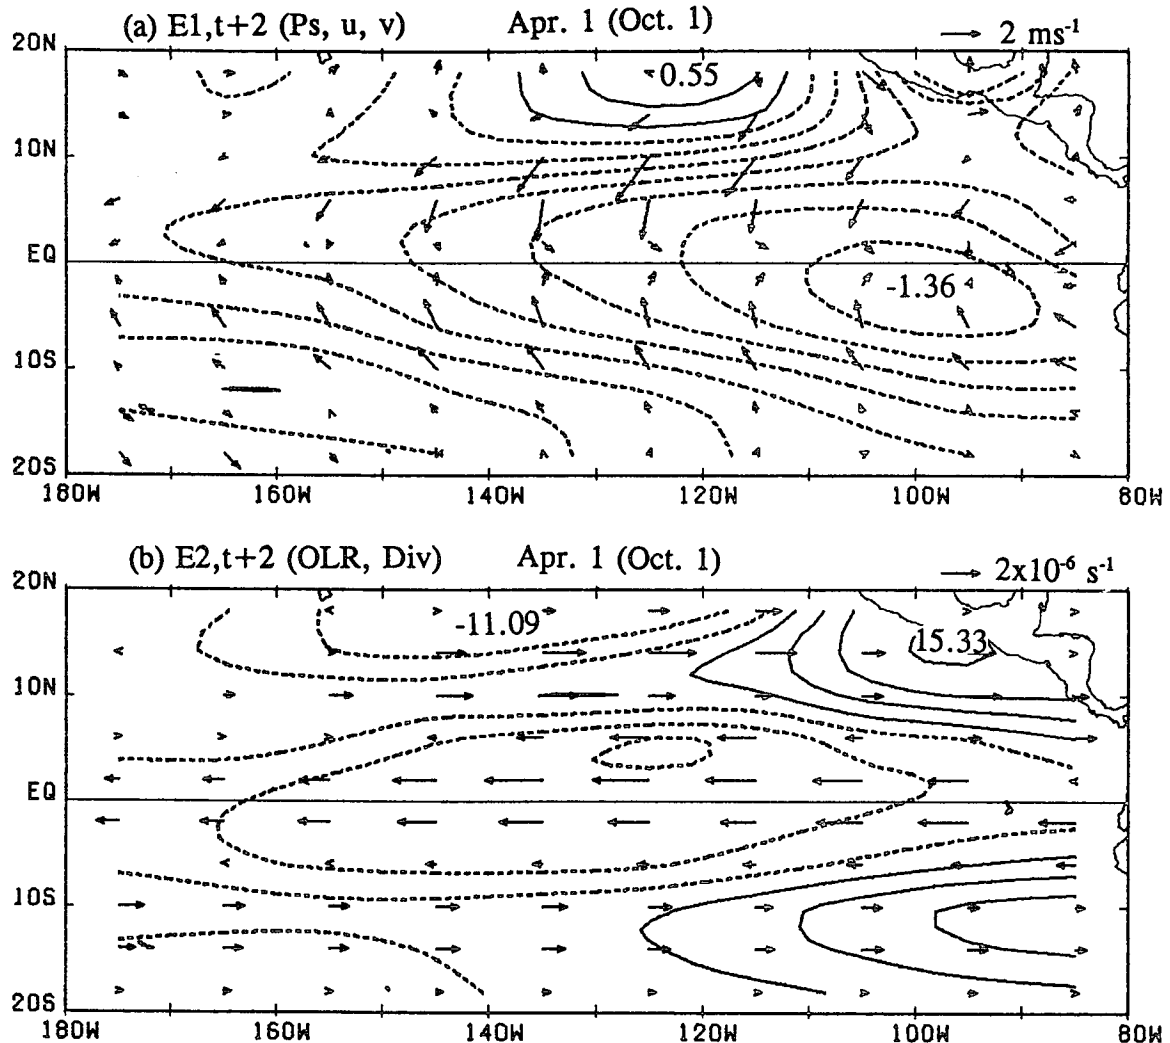 (a) E1,t+2 (Ps, u, v) Apr. 1 (Oct. 1) 2 ms-1
20N
0.55
10N
EQ
-1.36
10S
20S
180W 160W 140W 120W 100W 80W
(b) E2,t+2 (OLR, Div) Apr. 1 (Oct. 1) 2x10-6 s-1
20N
-11.09 15.33
10N
EQ
10S
20S
180W 160W 140W 120W 100W 80W